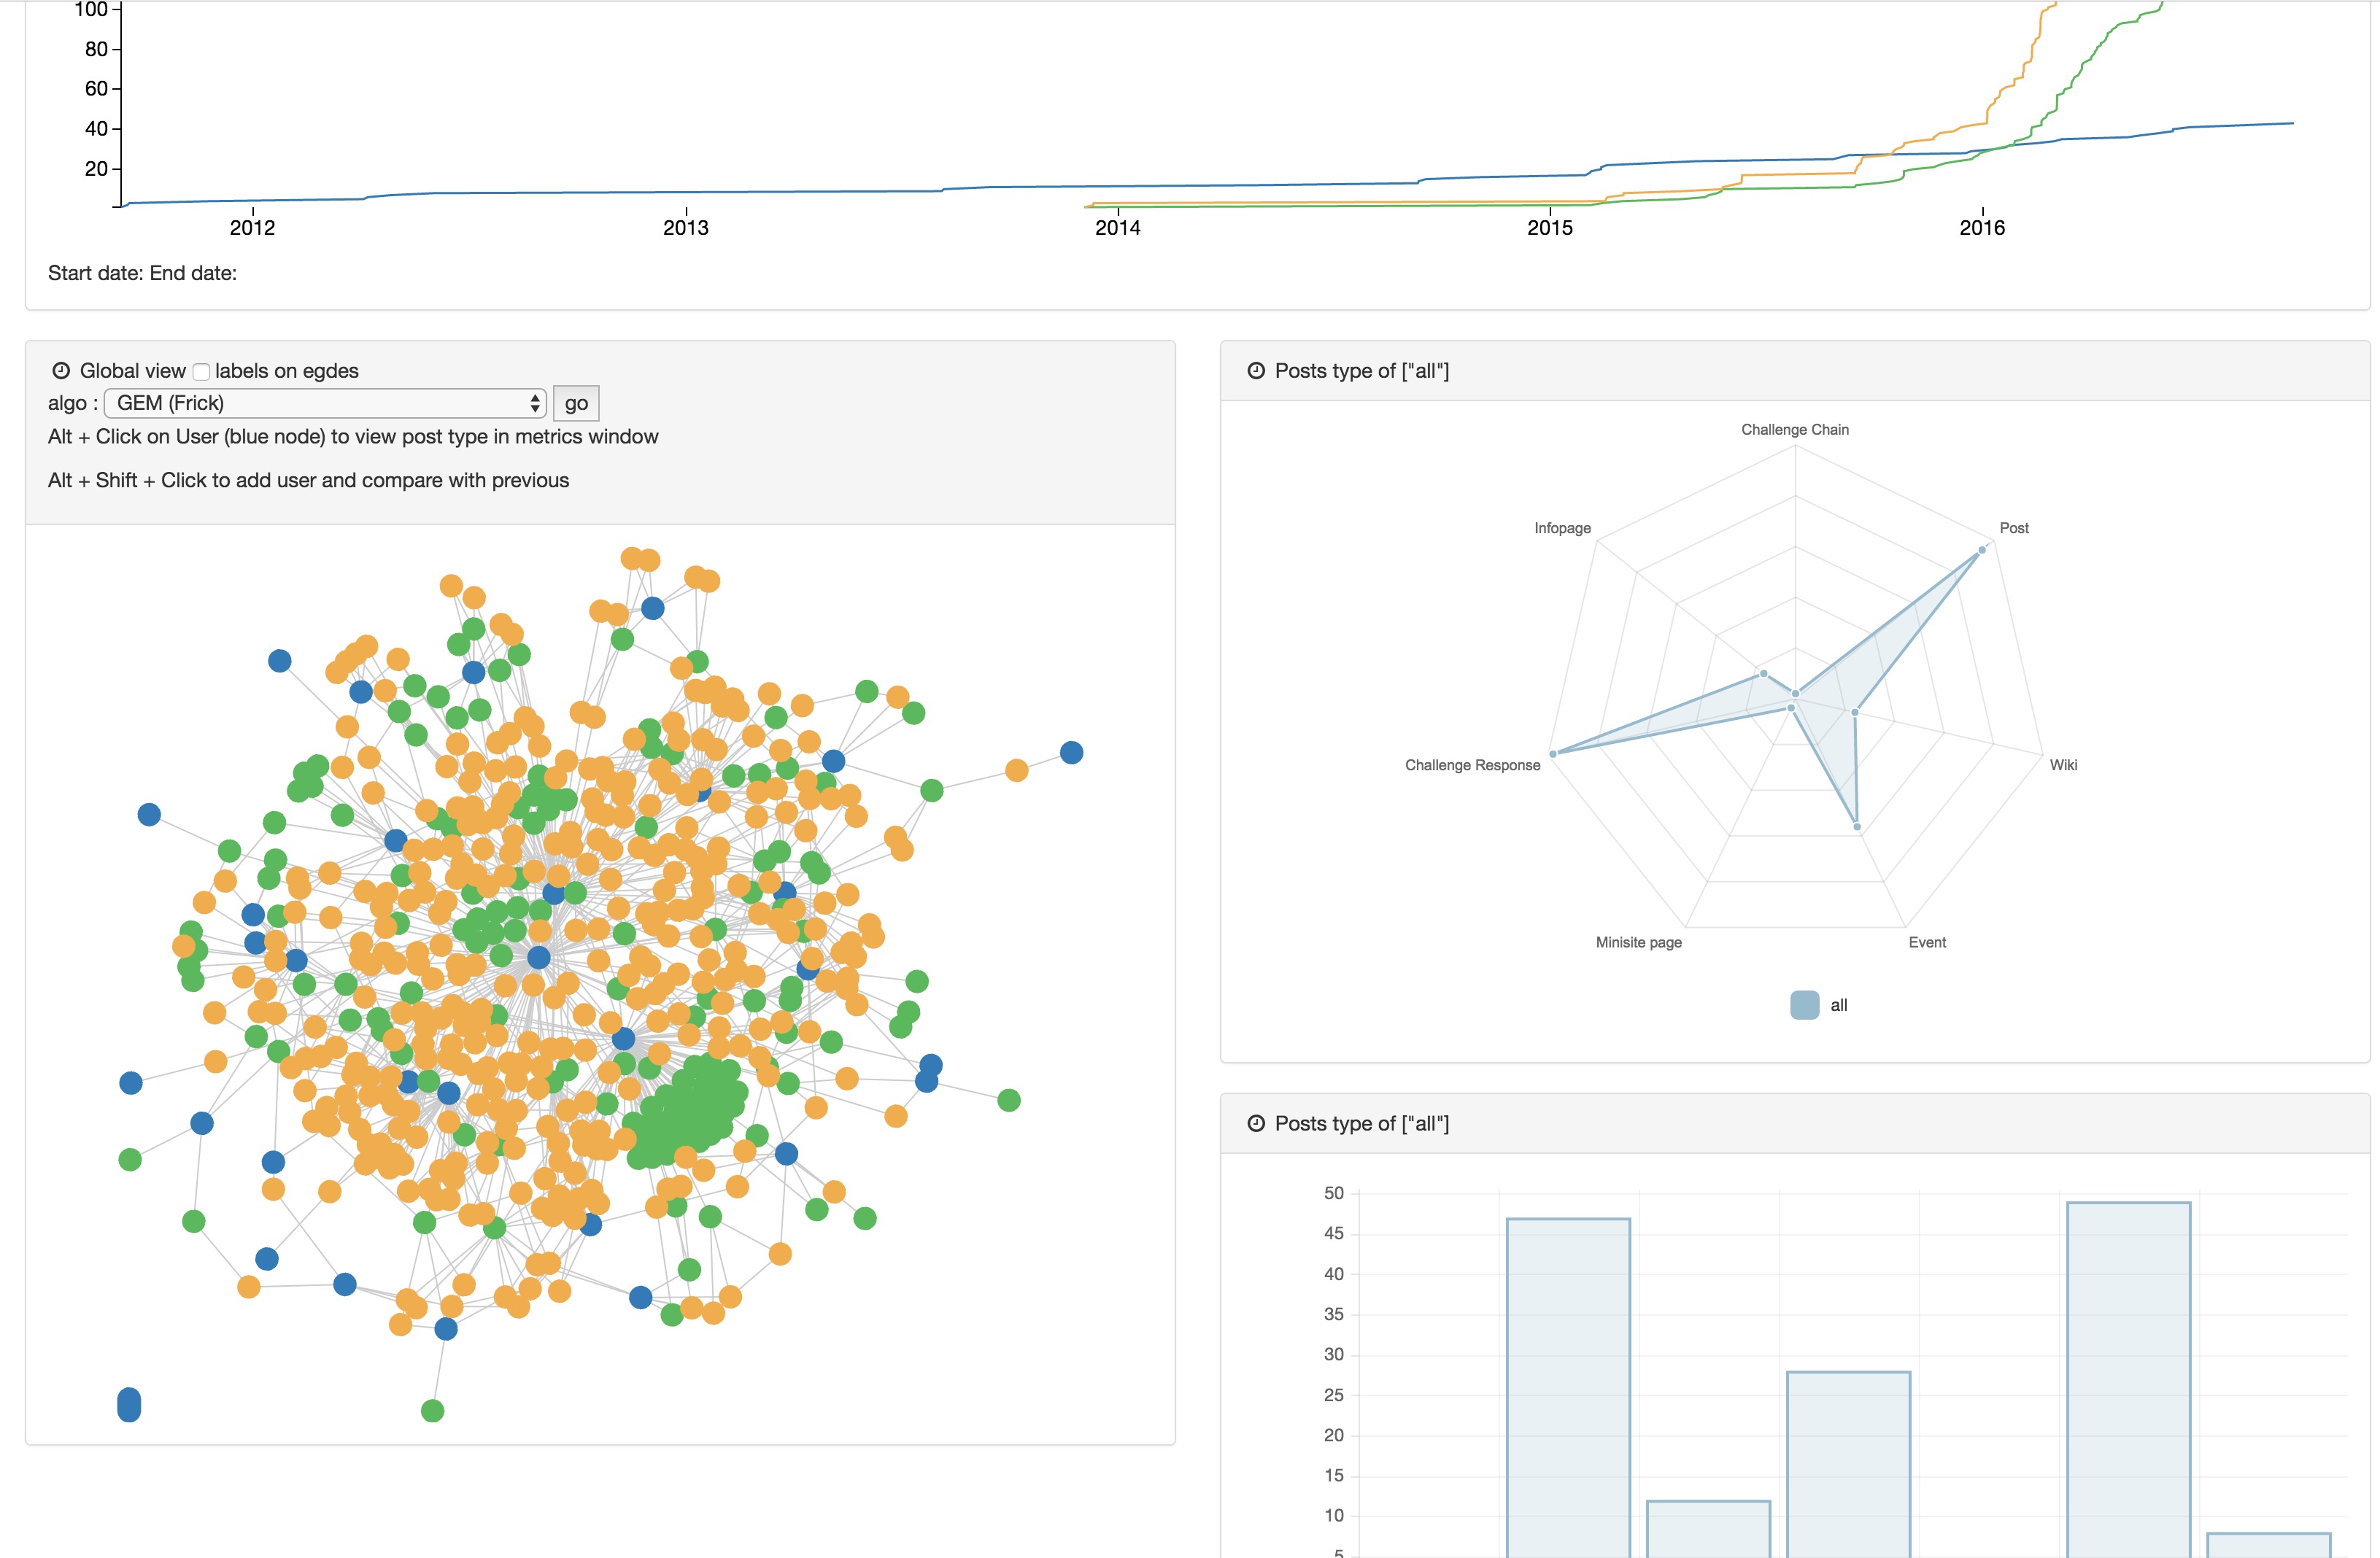 100
80
60
40
20
2012 2013 2014 2015 2016
Start date: End date:
Global view labels on egdes
algo : GEM (Frick) go
Alt + Click on User (blue node) to view post type in metrics window
Alt + Shift + Click to add user and compare with previous
Posts type of ["all"]
Challenge Chain
Infopage
Post
Challenge Response
Wiki
Minisite page
Event
all
Posts type of ["all"]
50
45
40
35
30
25
20
15
10
5